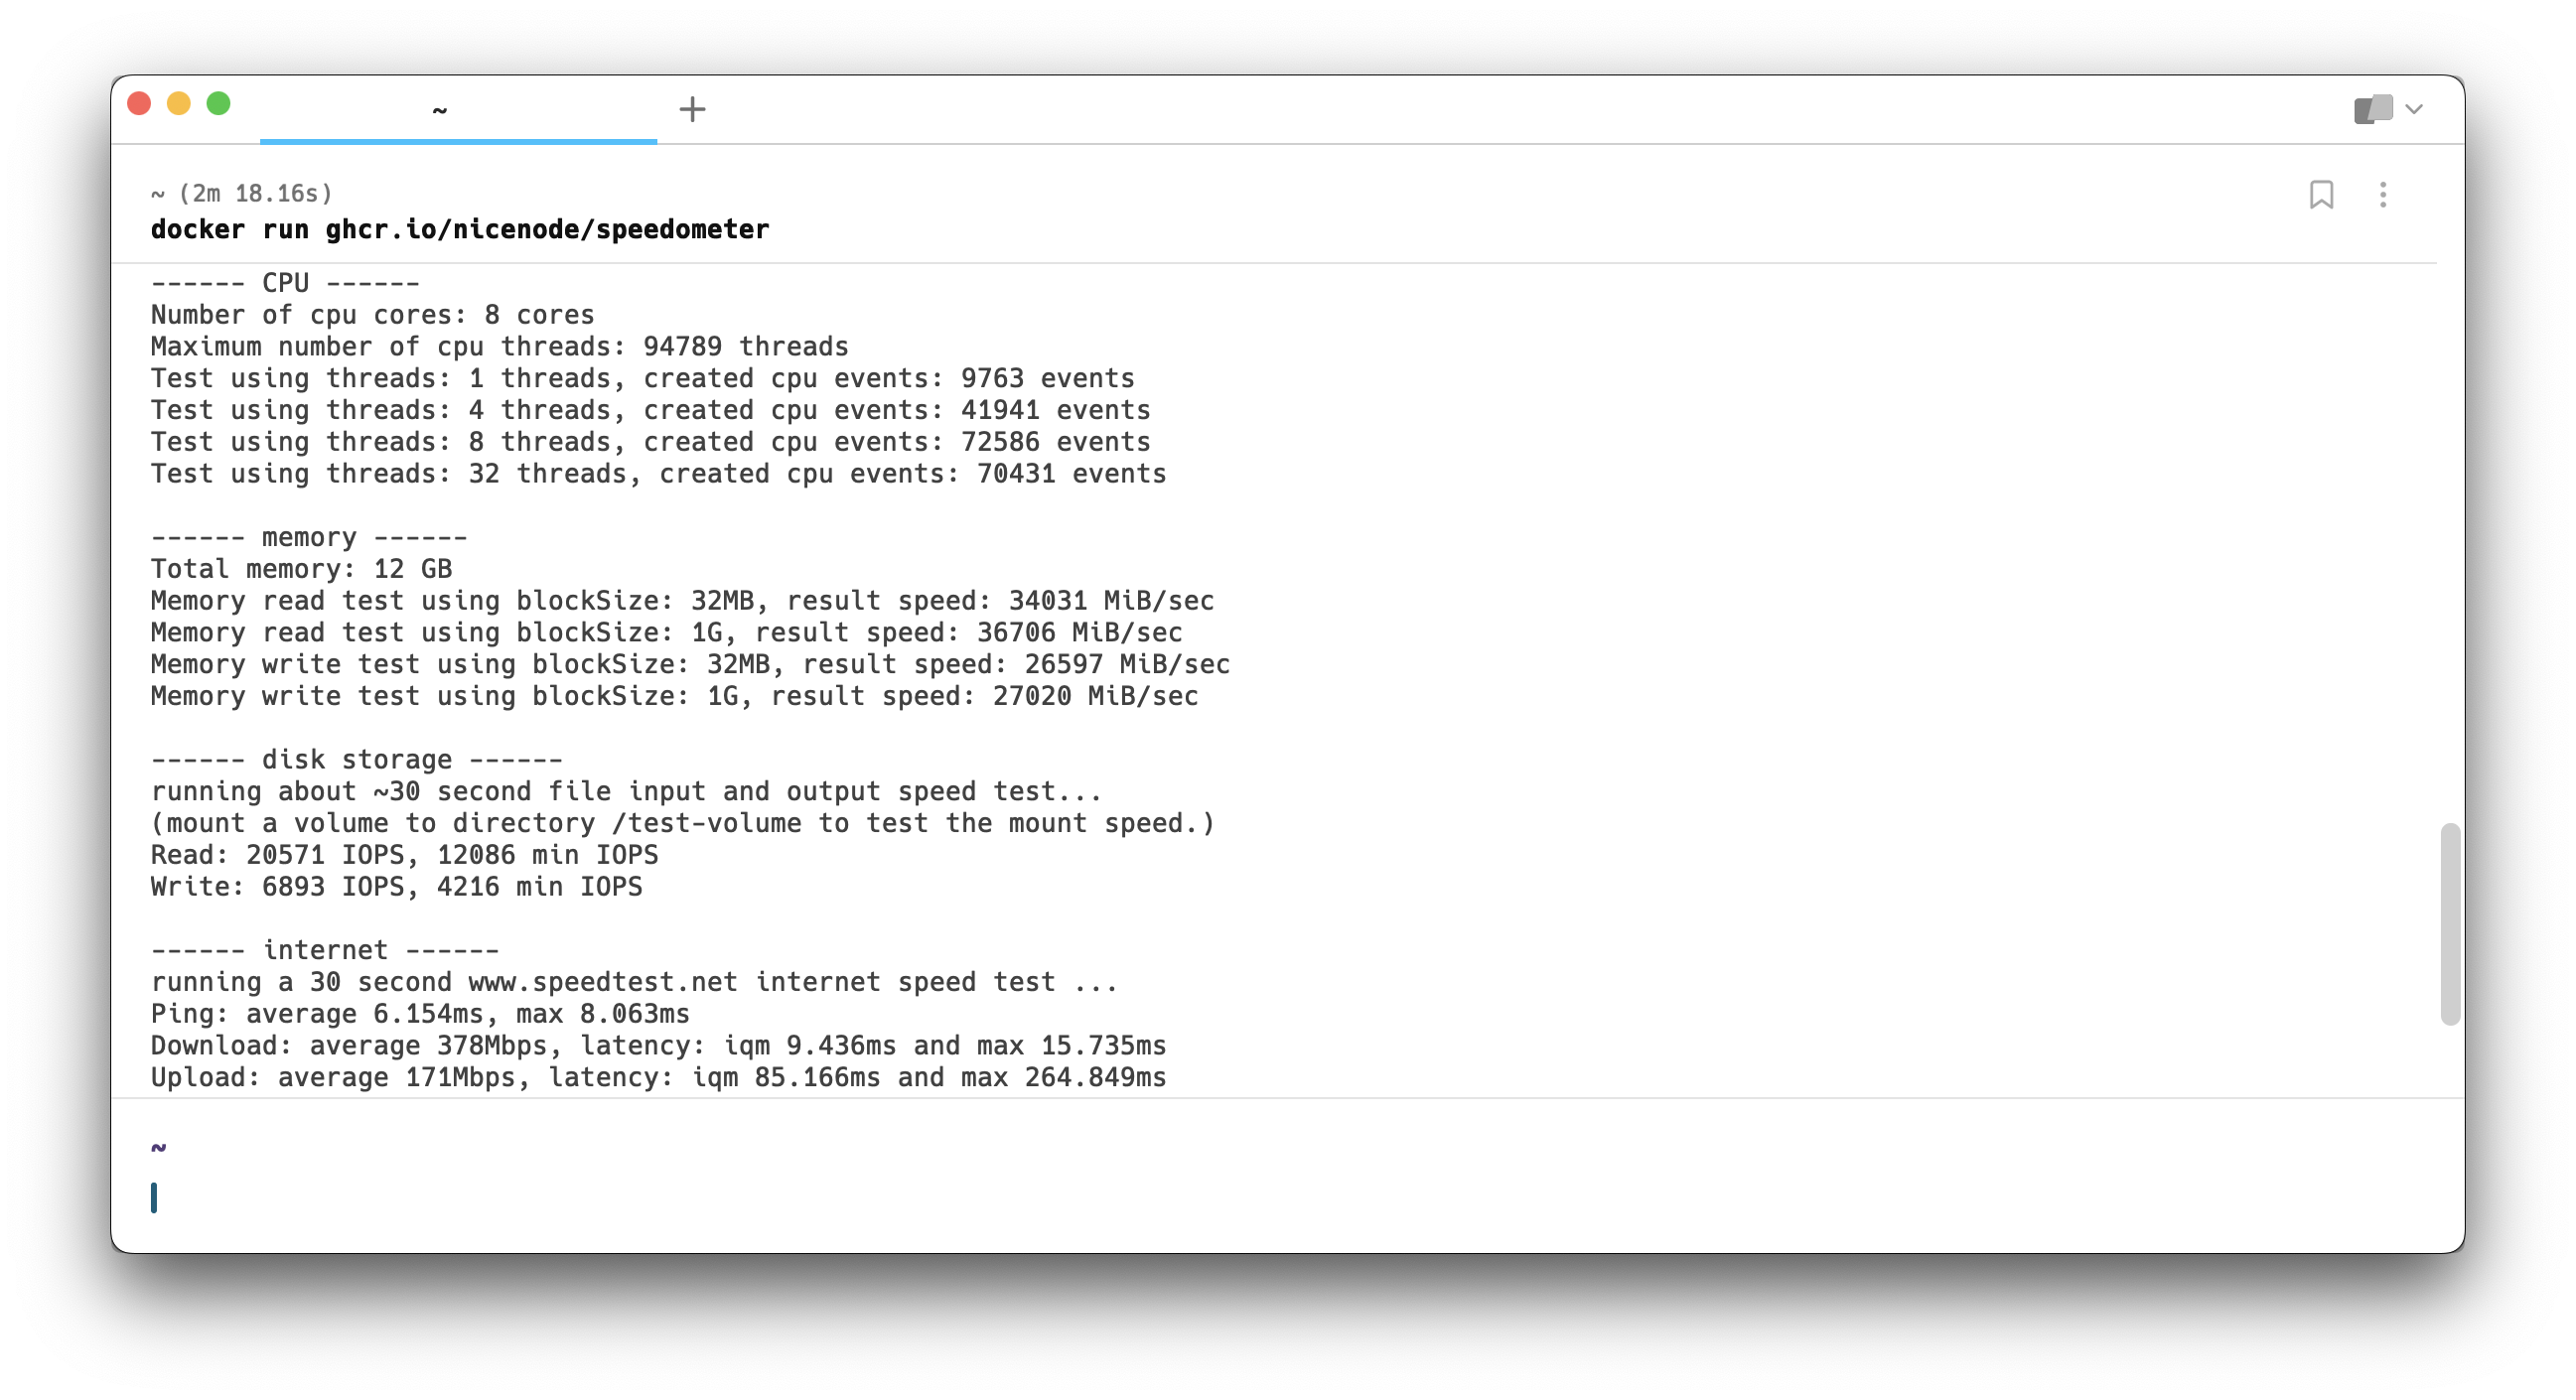 ~
~ (2m 18.16s)
docker run ghcr.io/nicenode/speedometer
------ CPU ------
Number of cpu cores: 8 cores
Maximum number of cpu threads: 94789 threads
Test using threads: 1 threads, created cpu events: 9763 events
Test using threads: 4 threads, created cpu events: 41941 events
Test using threads: 8 threads, created cpu events: 72586 events
Test using threads: 32 threads, created cpu events: 70431 events
------ memory ------
Total memory: 12 GB
Memory read test using blockSize: 32MB, result speed: 34031 MiB/sec
Memory read test using blockSize: 1G, result speed: 36706 MiB/sec
Memory write test using blockSize: 32MB, result speed: 26597 MiB/sec
Memory write test using blockSize: 1G, result speed: 27020 MiB/sec
------ disk storage ------
running about ~30 second file input and output speed test...
(mount a volume to directory /test-volume to test the mount speed.)
Read: 20571 IOPS, 12086 min IOPS
Write: 6893 IOPS, 4216 min IOPS
------ internet ------
running a 30 second www.speedtest.net internet speed test ...
Ping: average 6.154ms, max 8.063ms
Download: average 378Mbps, latency: iqm 9.436ms and max 15.735ms
Upload: average 171Mbps, latency: iqm 85.166ms and max 264.849ms
~